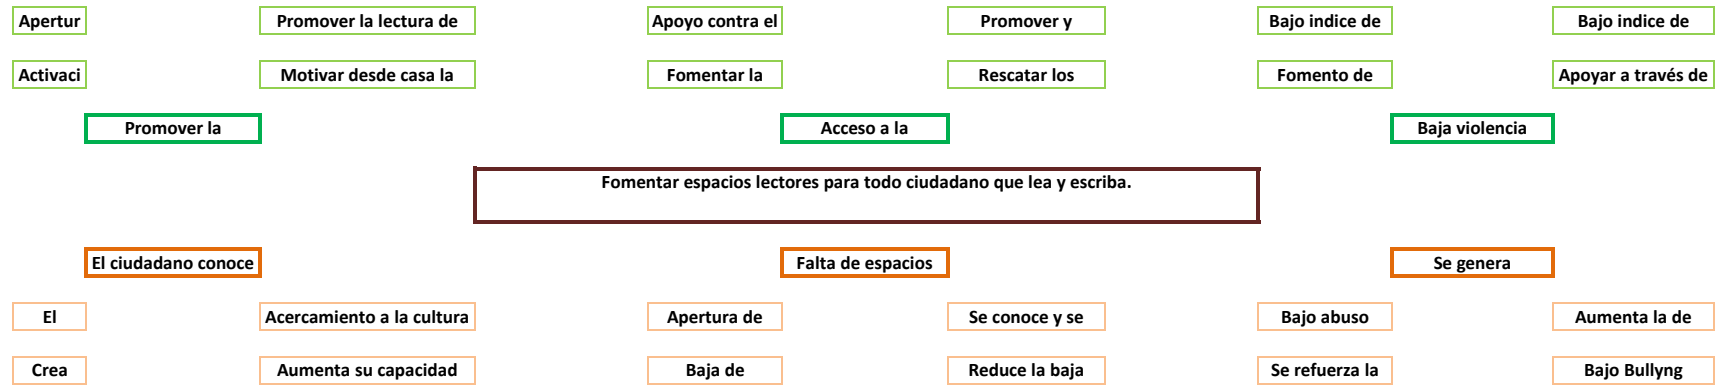 Apertur
Promover la lectura de
Apoyo contra el
Promover y
Bajo indice de
Bajo indice de
Activaci
Motivar desde casa la
Fomentar la
Rescatar los
Fomento de
Apoyar a través de
Promover la
Acceso a la
Baja violencia
Fomentar espacios lectores para todo ciudadano que lea y escriba.
El ciudadano conoce
Falta de espacios
Se genera
El
Acercamiento a la cultura
Apertura de
Se conoce y se
Bajo abuso
Aumenta la de
Crea
Aumenta su capacidad
Baja de
Reduce la baja
Se refuerza la
Bajo Bullyng